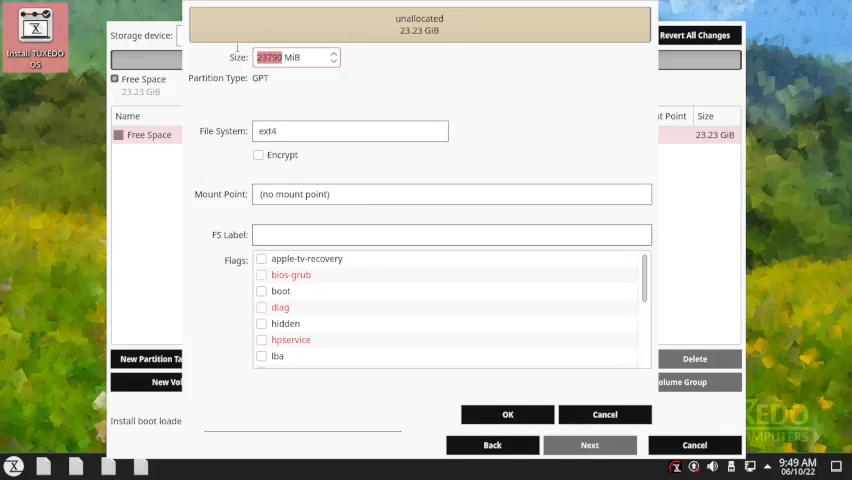 Install TUXEDO
OS
Storage device:
Revert All Changes
Free Space
23.23 GiB
Name
t Point
Size
Free Space
23.23 GiB
unallocated
23.23 GiB
Size:
23790 MiB
Partition Type:
GPT
File System:
ext4
Encrypt
Mount Point:
(no mount point)
FS Label:
Flags:
apple-tv-recovery
bios-grub
boot
diag
hidden
hpservice
lba
OK
Cancel
New Partition Ta
Delete
New Vol
olume Group
Install boot loade
Back
Next
Cancel
XEDO
OMPUTERS
9:49 AM
06/10/22